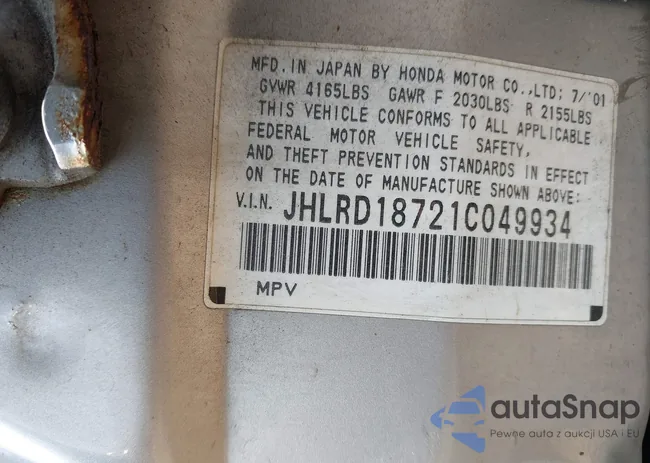 MFD. IN JAPAN BY HONDA MOTOR CO.,LTD; 7/'01
GVWR 4165LBS GAWR F 2030LBS R 2155LBS
THIS VEHICLE CONFORMS TO ALL APPLICABLE
FEDERAL MOTOR VEHICLE SAFETY,
AND THEFT PREVENTION STANDARDS IN EFFECT
ON THE DATE OF MANUFACTURE SHOWN ABOVE:
V.I.N. JHLRD18721C049934
MPV
autaSnap
Pewne auta z aukcji USA i EU